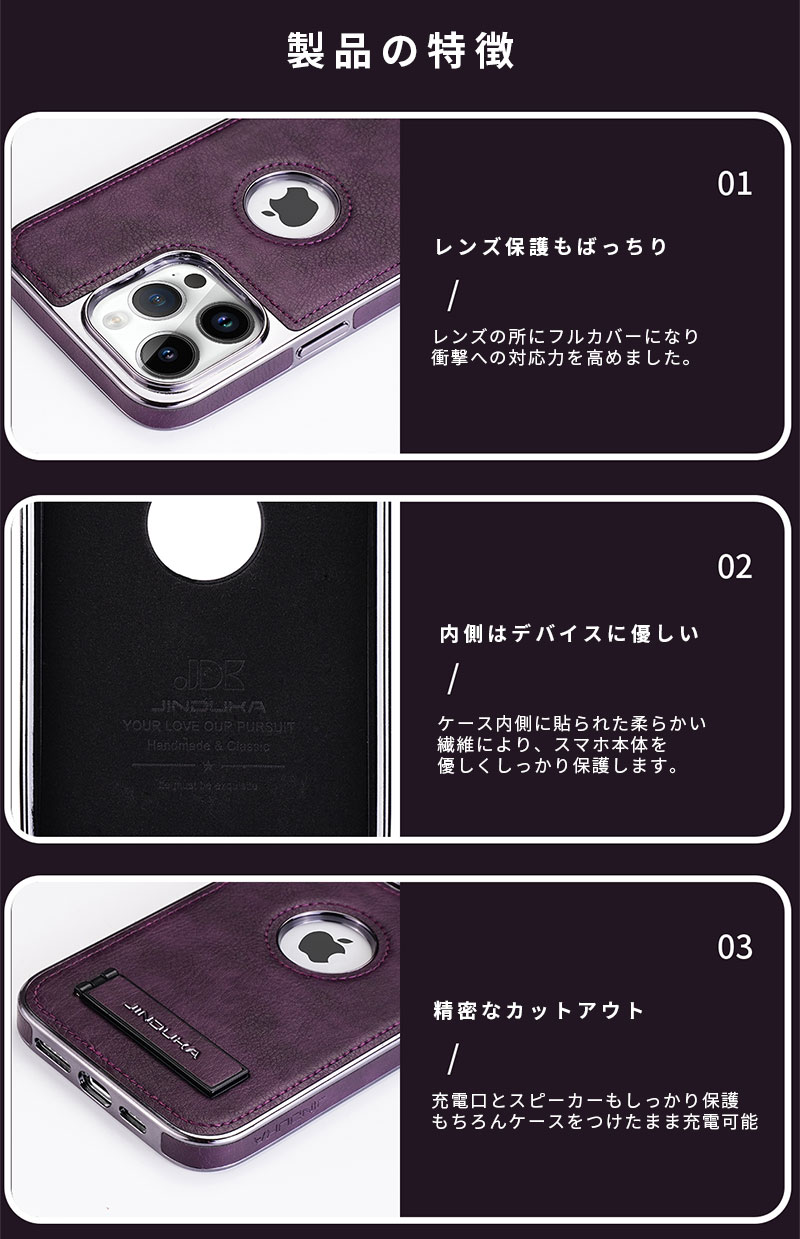 製品の特徴
01
レンズ保護もばっちり
レンズの所にフルカバーになり
衝撃への対応力を高めました。
JDK
JINDUKA
YOUR LOVE OUR PURSUIT
Handmade & Classic
02
内側はデバイスに優しい
ケース内側に貼られた柔らかい
繊維により、スマホ本体を
優しくしっかり保護します。
JINDUKA
JINDUKA
03
精密なカットアウト
充電口とスピーカーもしっかり保護
もちろんケースをつけたまま充電可能